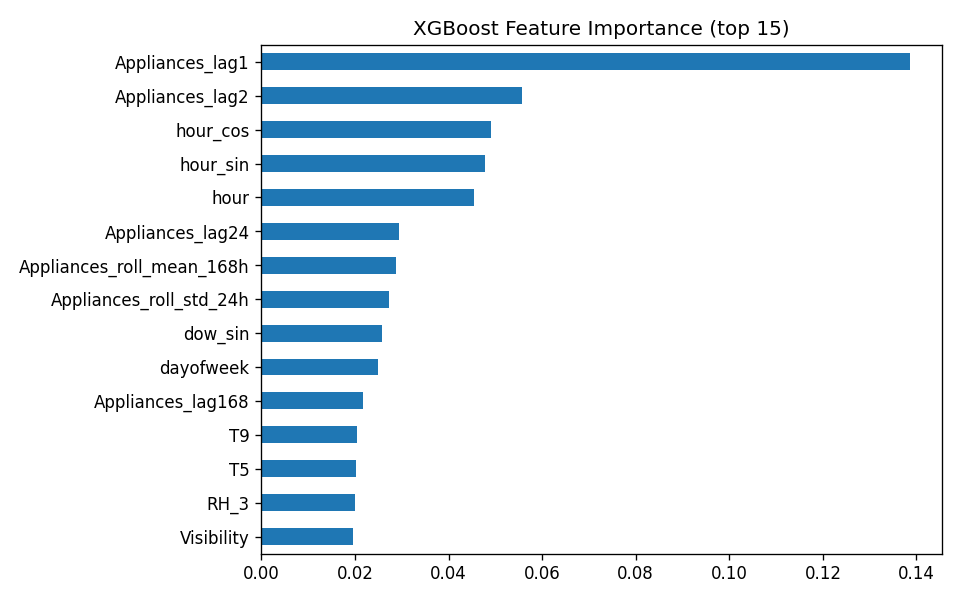 XGBoost Feature Importance (top 15)
Appliances_lag1
Appliances_lag2
hour_cos
hour_sin
hour
Appliances_lag24
Appliances_roll_mean_168h
Appliances_roll_std_24h
dow_sin
dayofweek
Appliances_lag168
T9
T5
RH_3
Visibility
0.00 0.02 0.04 0.06 0.08 0.10 0.12 0.14